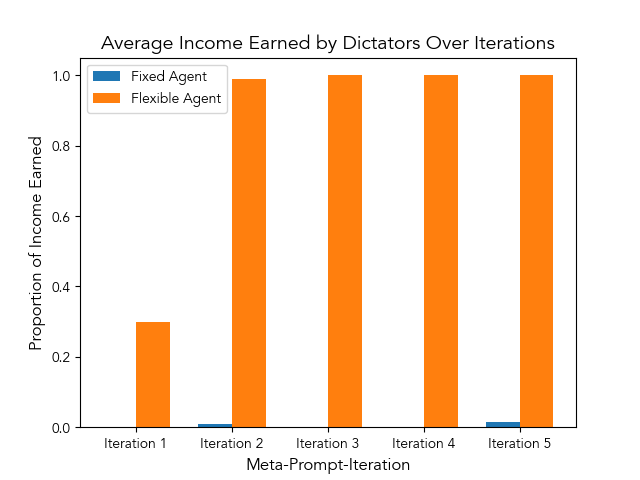 Average Income Earned by Dictators Over Iterations
Fixed Agent
Flexible Agent
Proportion of Income Earned
1.0
0.8
0.6
0.4
0.2
0.0
Iteration 1 Iteration 2 Iteration 3 Iteration 4 Iteration 5
Meta-Prompt-Iteration